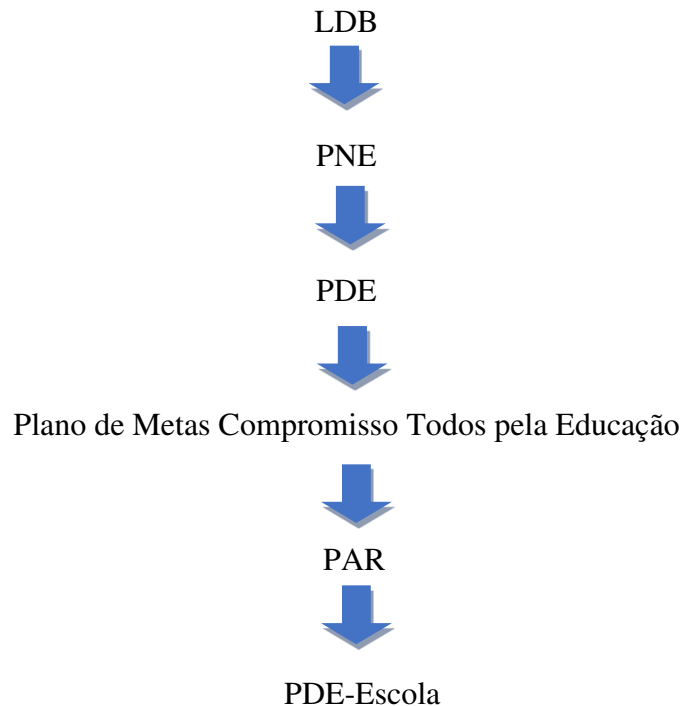 LDB
PNE
PDE
Plano de Metas Compromisso Todos pela Educação
PAR
PDE-Escola